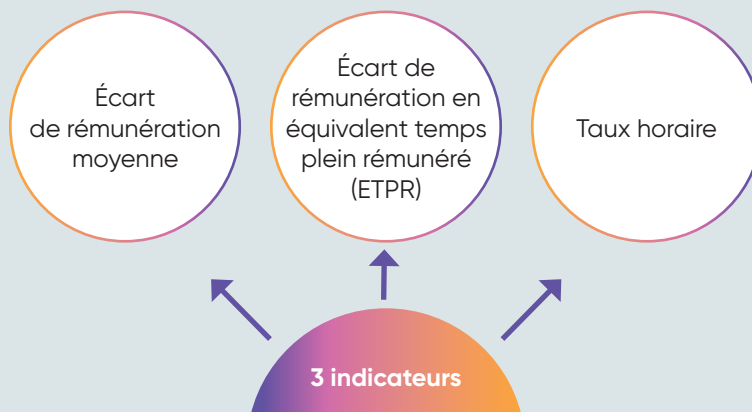 Écart
de rémunération
moyenne
Écart de
rémunération en
équivalent temps
plein rémunéré
(ETPR)
Taux horaire
3 indicateurs